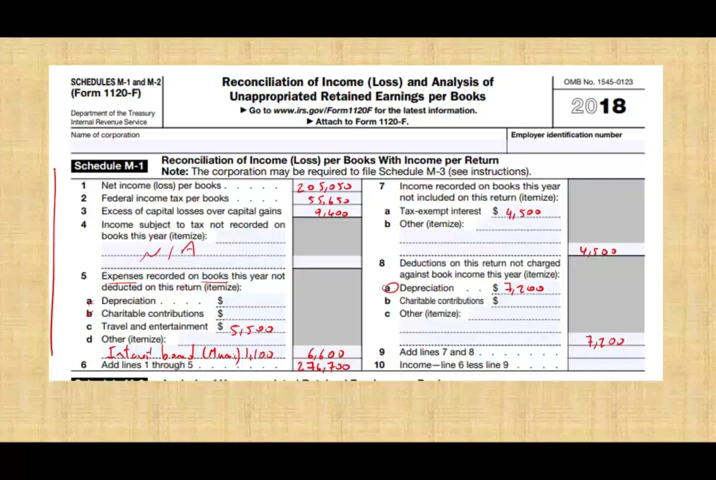 SCHEDULES M-1 and M-2
(Form 1120-F)
Department of the Treasury
Internal Revenue Service
Reconciliation of Income (Loss) and Analysis of
Unappropriated Retained Earnings per Books
▶ Go to www.irs.gov/Form1120F for the latest information.
▶ Attach to Form 1120-F.
OMB No. 1545-0123
2018
Name of corporation
Employer identification number
Schedule M-1
Reconciliation of Income (Loss) per Books With Income per Return
Note: The corporation may be required to file Schedule M-3 (see instructions).
1 Net income (loss) per books . . . . . 205,050
2 Federal income tax per books . . . . 55,650
3 Excess of capital losses over capital gains 9,400
4 Income subject to tax not recorded on
books this year (itemize):
N/A
5 Expenses recorded on books this year not
deducted on this return (itemize):
a Depreciation . . . . $
b Charitable contributions $
c Travel and entertainment $ 5,500
d Other (itemize):
Interest bond (Muni) 1,100 6,600
6 Add lines 1 through 5 . . . . . . . 276,700
7 Income recorded on books this year
not included on this return (itemize):
a Tax-exempt interest $ 4,500
b Other (itemize):
4,500
8 Deductions on this return not charged
against book income this year (itemize):
a Depreciation . . $ 7,200
b Charitable contributions $
c Other (itemize):
7,200
9 Add lines 7 and 8 . . . . . . .
10 Income—line 6 less line 9 . . . .